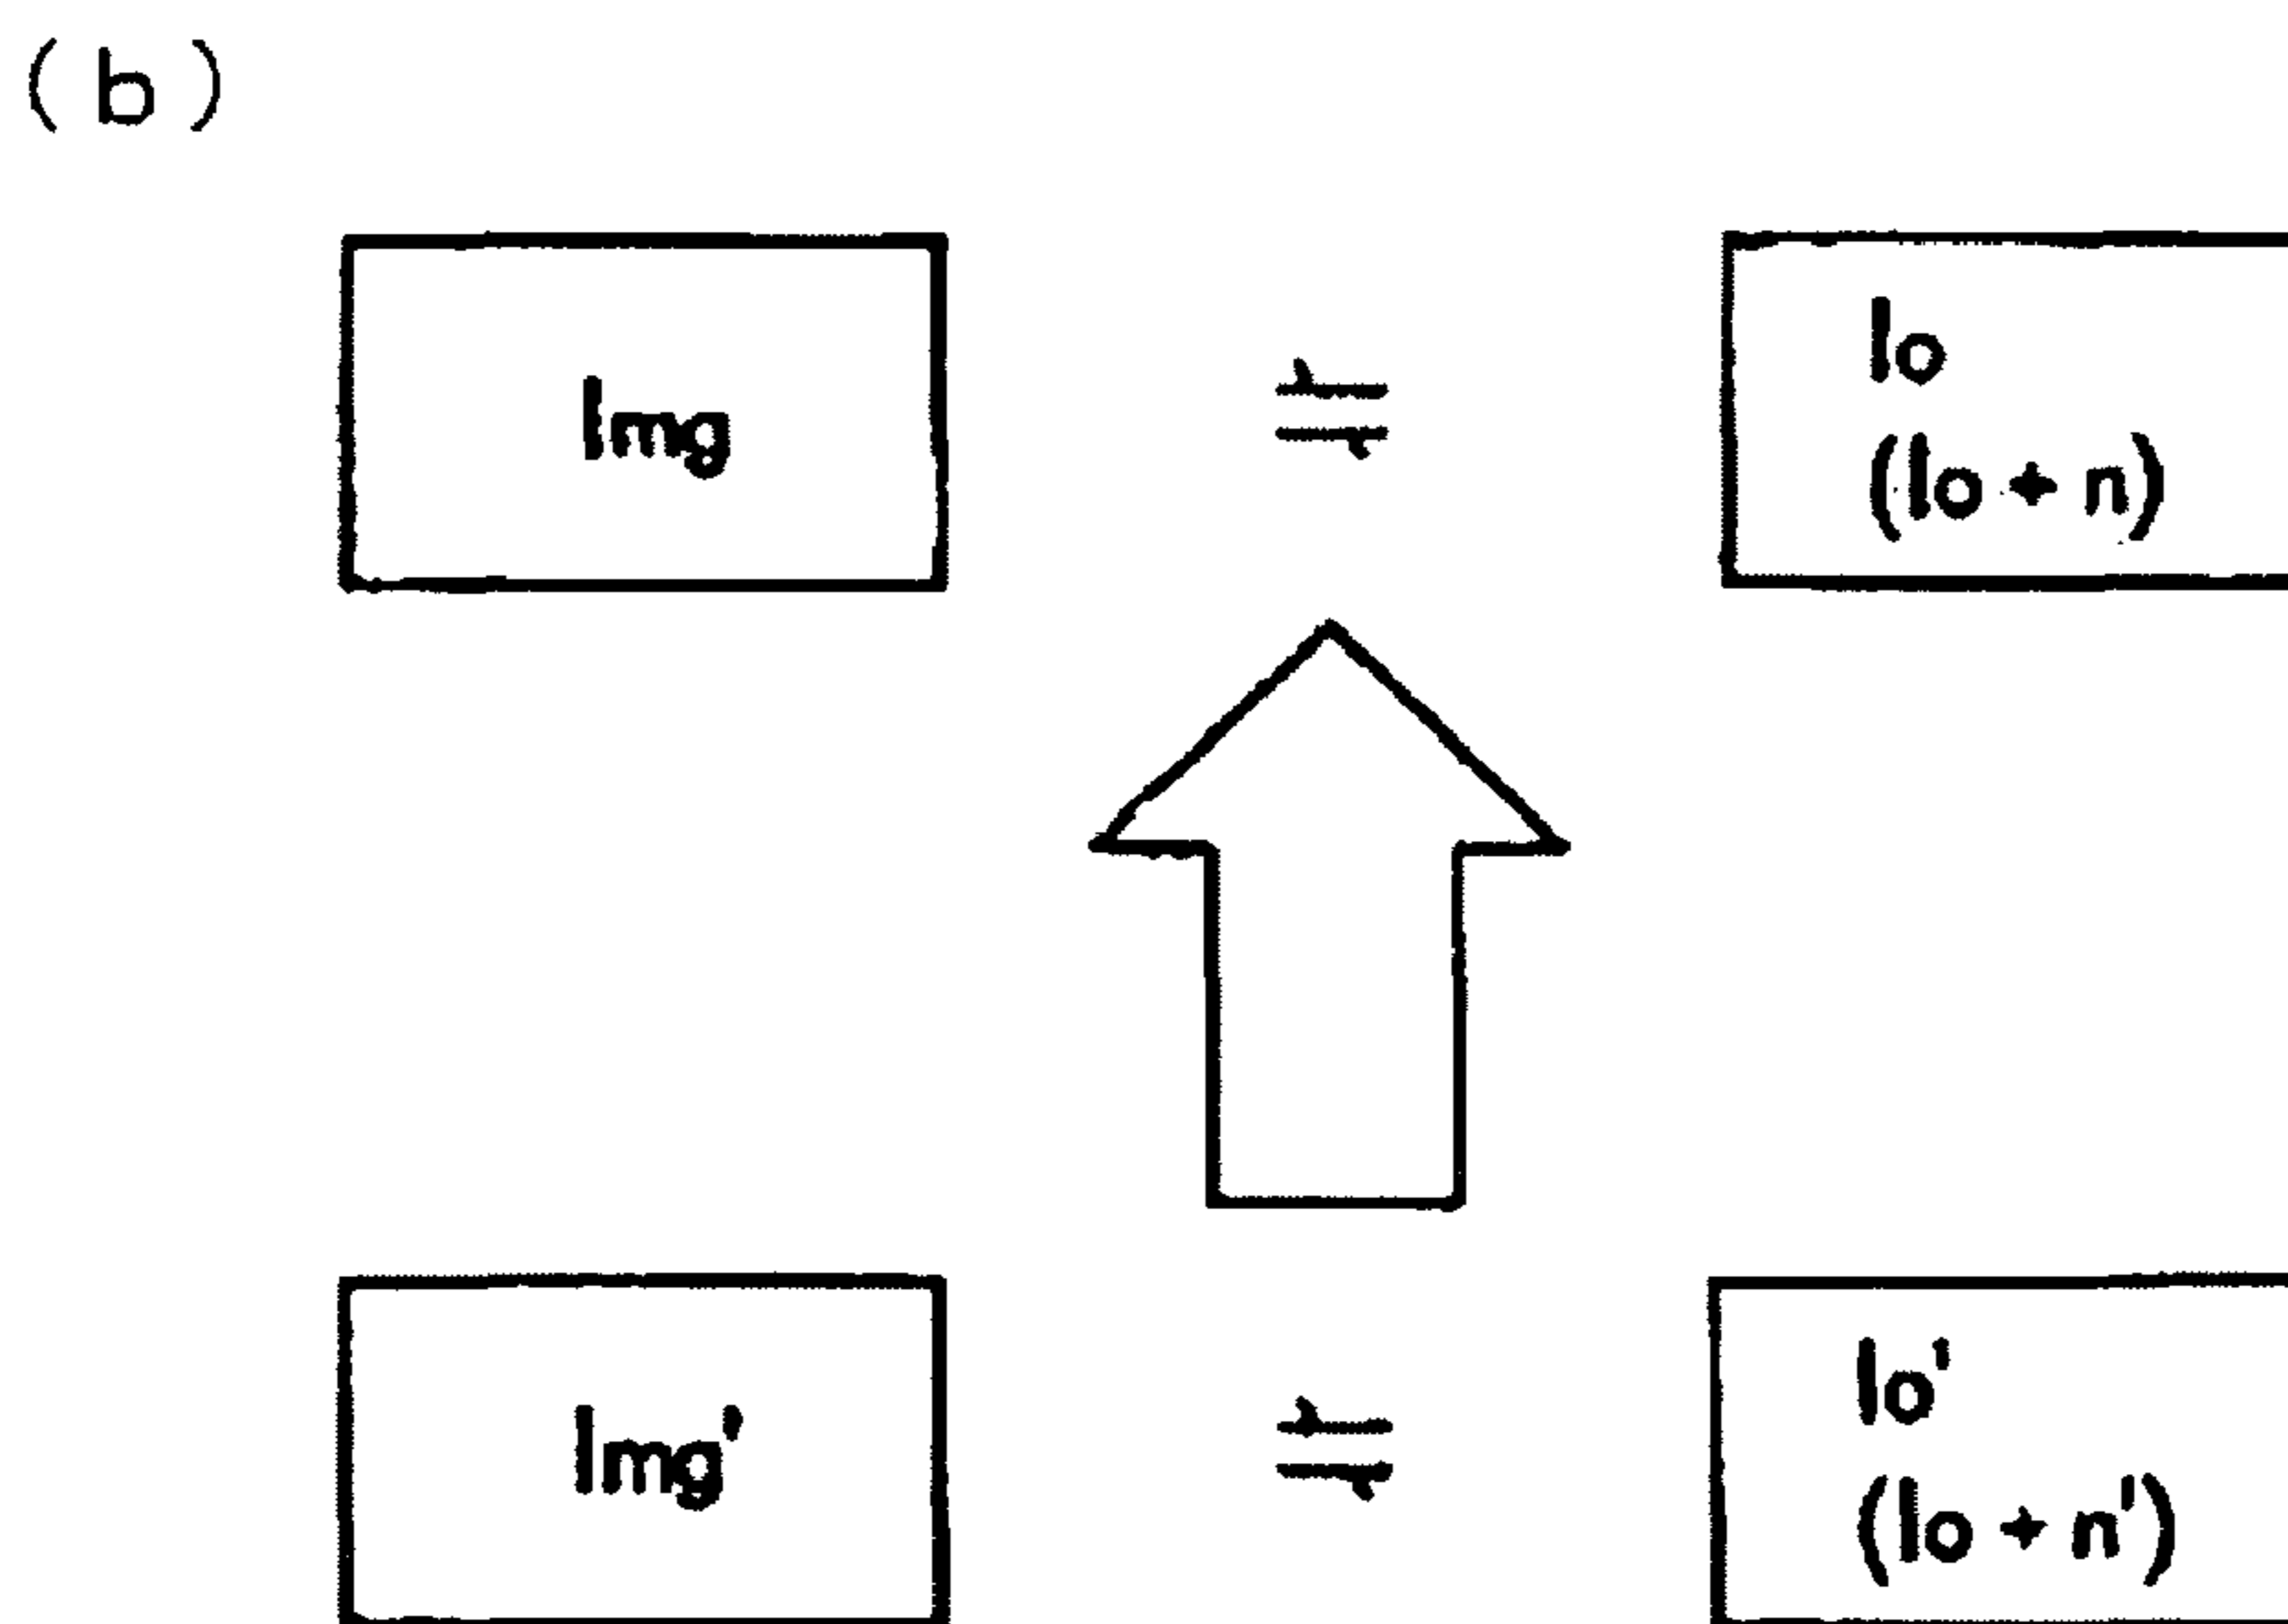 (b)
Img ≒ Io
(Io + n)
Img' ≒ Io'
(Io + n')